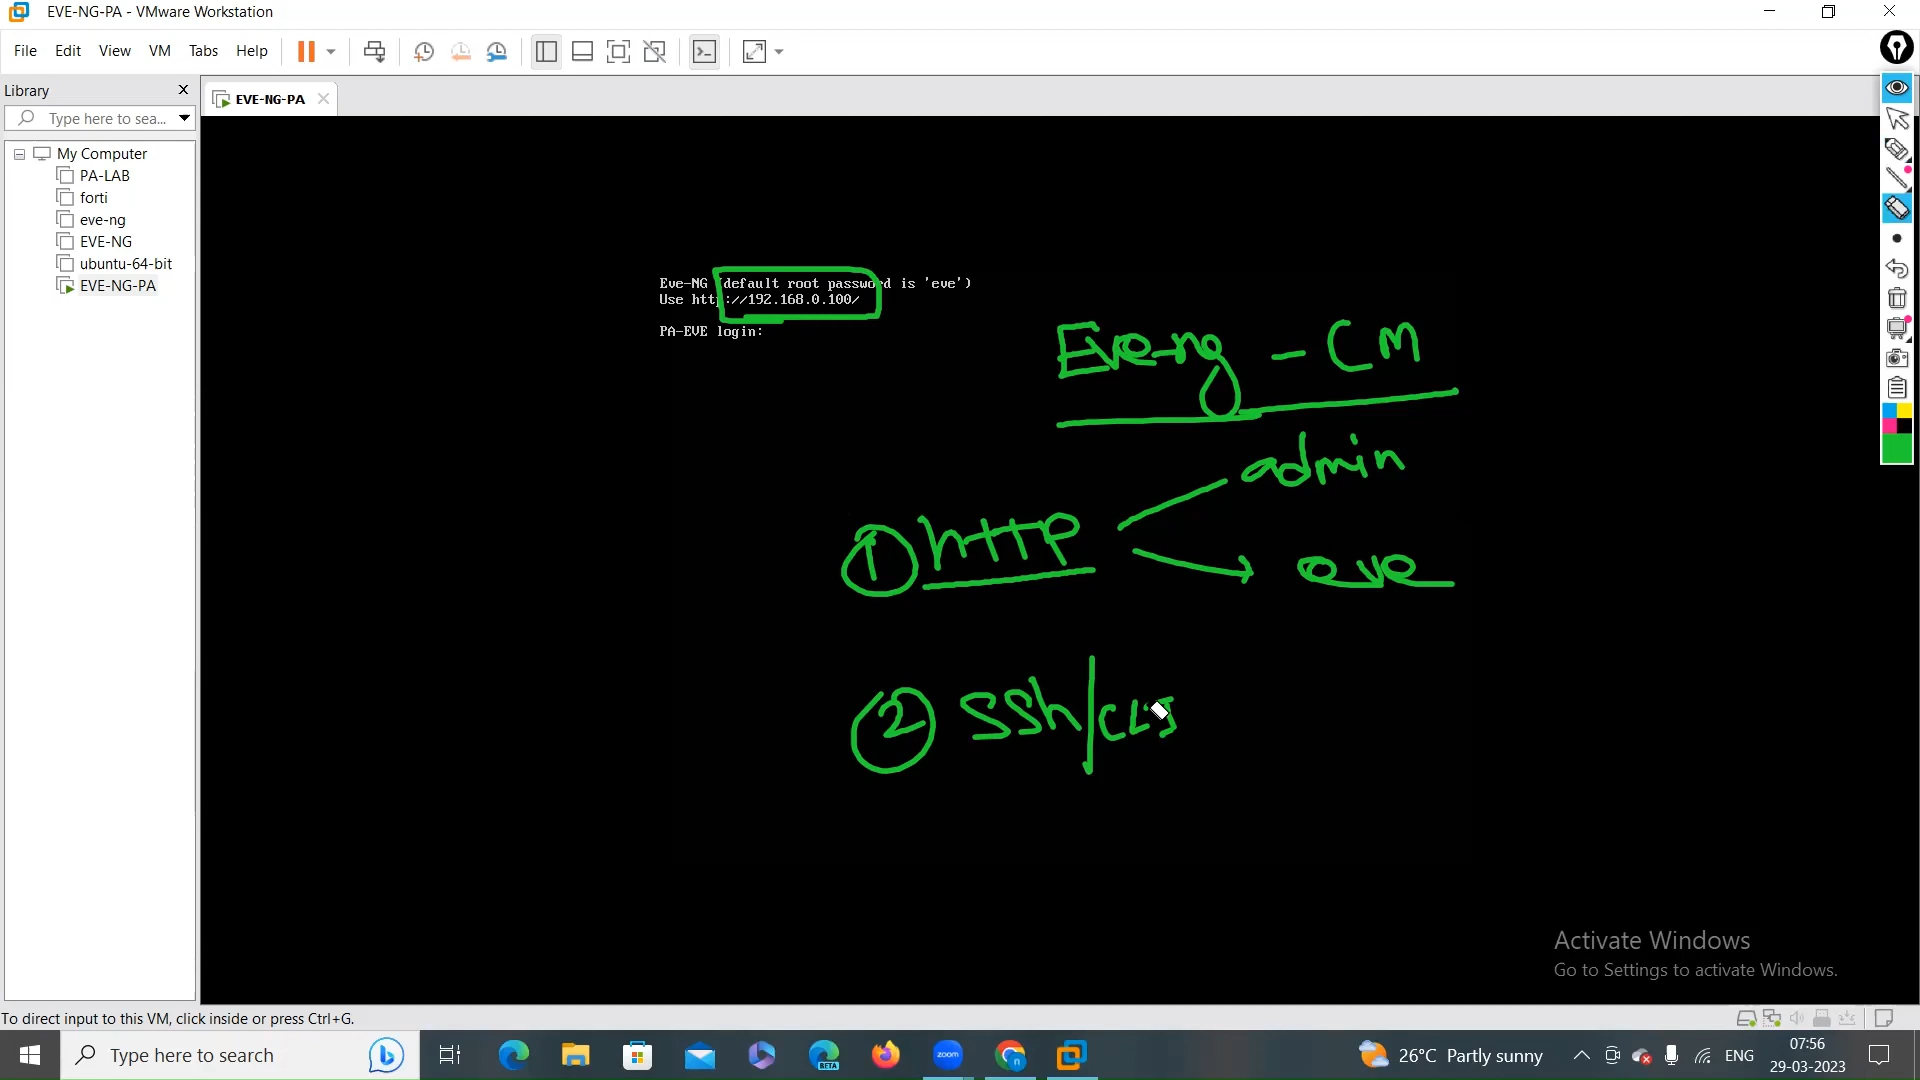 EVE-NG-PA - VMware Workstation
File Edit View VM Tabs Help
Library
Type here to sea...
EVE-NG-PA
My Computer
PA-LAB
forti
eve-ng
EVE-NG
ubuntu-64-bit
EVE-NG-PA
Eve-NG (default root password is 'eve')
Use http://192.168.0.100/
PA-EVE login:
Eve-ng - CM
admin
1 http
eve
2 SSh/CLI
Activate Windows
Go to Settings to activate Windows.
To direct input to this VM, click inside or press Ctrl+G.
Type here to search
BETA
zoom
n
26°C Partly sunny
ENG
07:56
29-03-2023